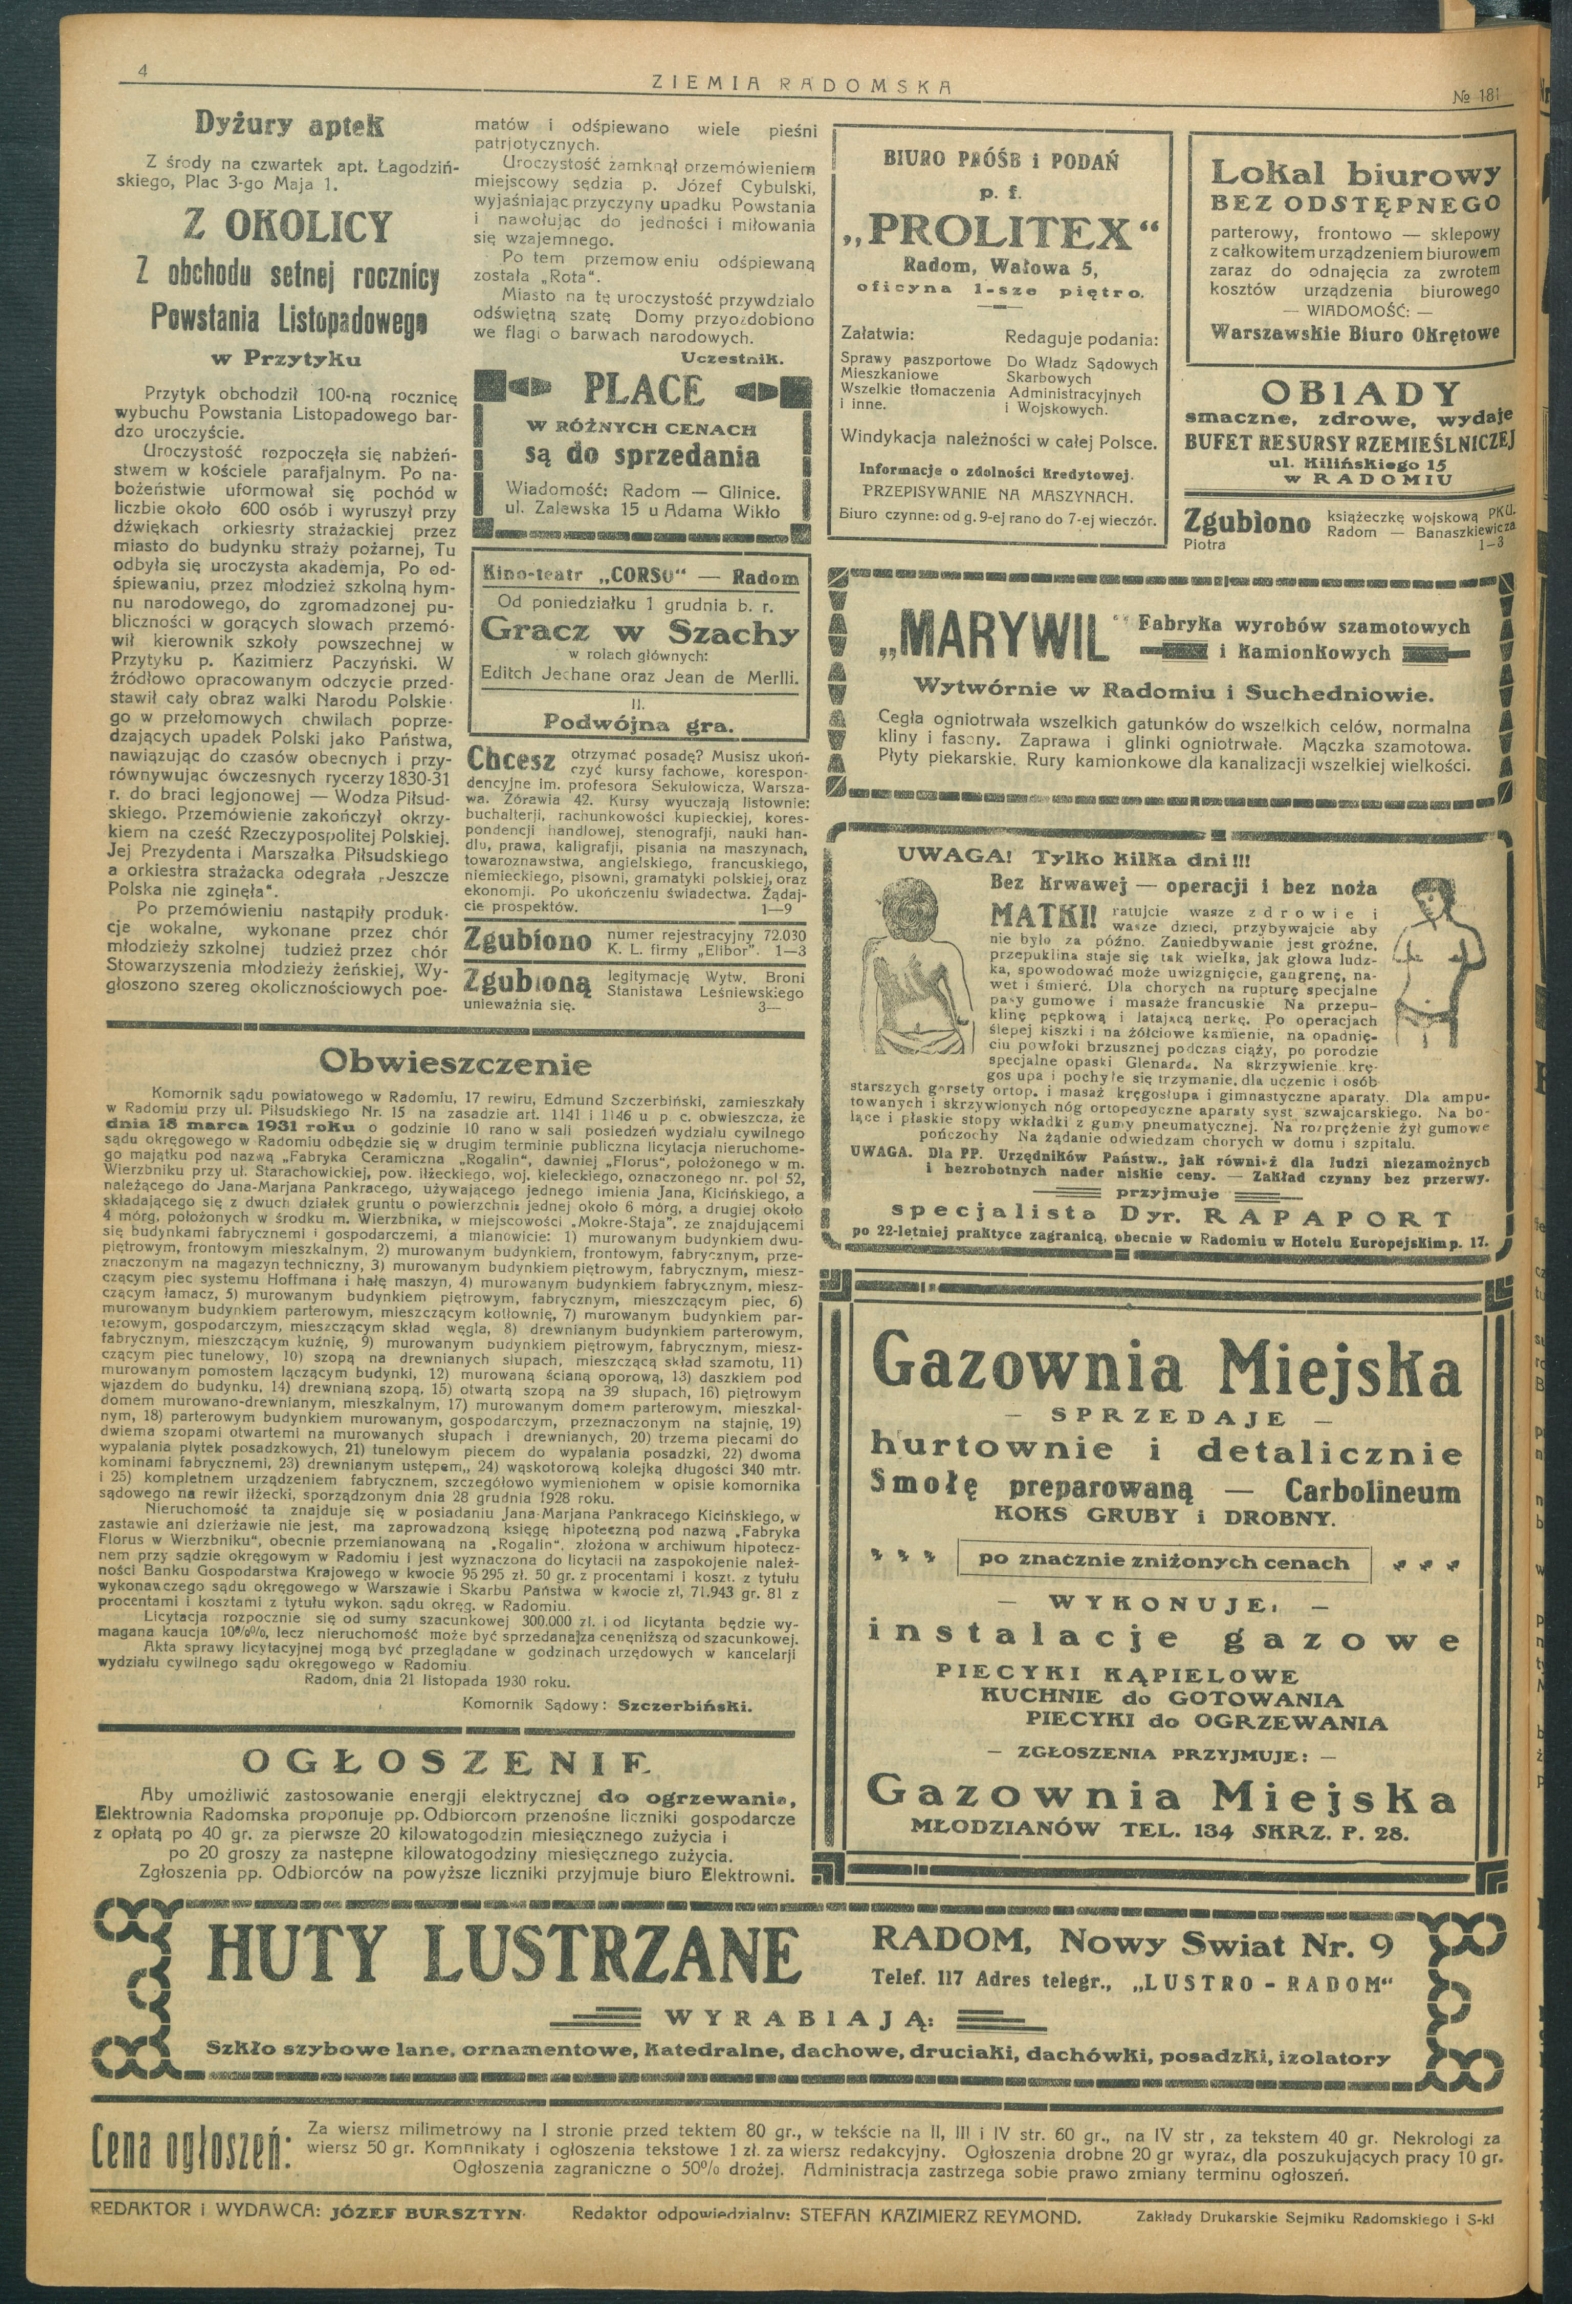 4
ZIEMIA RADOMSKA
№ 181
Dyżury aptek
Z środy na czwartek apt. Łagodziń-
skiego, Plac 3-go Maja 1.
Z OKOLICY
Z obchodu setnej rocznicy
Powstania Listopadowego
w Przytyku
Przytyk obchodził 100-ną rocznicę
wybuchu Powstania Listopadowego bar-
dzo uroczyście.
Uroczystość rozpoczęła się nabżeń-
stwem w kościele parafjalnym. Po na-
bożeństwie uformował się pochód w
liczbie około 600 osób i wyruszył przy
dźwiękach orkiesrty strażackiej przez
miasto do budynku straży pożarnej, Tu
odbyła się uroczysta akademja, Po od-
śpiewaniu, przez młodzież szkolną hym-
nu narodowego, do zgromadzonej pu-
bliczności w gorących słowach przemó-
wił kierownik szkoły powszechnej w
Przytyku p. Kazimierz Paczyński. W
źródłowo opracowanym odczycie przed-
stawił cały obraz walki Narodu Polskie-
go w przełomowych chwilach poprze-
dzających upadek Polski jako Państwa,
nawiązując do czasów obecnych i przy-
równywując ówczesnych rycerzy 1830-31
r. do braci legjonowej — Wodza Piłsud-
skiego. Przemówienie zakończył okrzy-
kiem na cześć Rzeczypospolitej Polskiej.
Jej Prezydenta i Marszałka Piłsudskiego
a orkiestra strażacka odegrała „Jeszcze
Polska nie zginęła".
Po przemówieniu nastąpiły produk-
cje wokalne, wykonane przez chór
młodzieży szkolnej tudzież przez chór
Stowarzyszenia młodzieży żeńskiej, Wy-
głoszono szereg okolicznościowych poe-
matów i odśpiewano wiele pieśni
patrjotycznych.
Uroczystość zamknął przemówieniem
miejscowy sędzia p. Józef Cybulski,
wyjaśniając przyczyny upadku Powstania
i nawołując do jedności i miłowania
się wzajemnego.
Po tem przemow eniu odśpiewaną
została „Rota".
Miasto na tę uroczystość przywdziało
odświętną szatę Domy przyozdobiono
we flagi o barwach narodowych.
Uczestnik.
PLACE
W RÓŻNYCH CENACH
są do sprzedania
Wiadomość: Radom — Glinice.
ul. Zalewska 15 u Adama Wikło
Kino-teatr „CORSO" — Radom
Od poniedziałku 1 grudnia b. r.
Gracz w Szachy
w rolach głównych:
Editch Jechane oraz Jean de Merlli.
II.
Podwójna gra.
Chcesz otrzymać posadę? Musisz ukoń-
czyć kursy fachowe, korespon-
dencyjne im. profesora Sekułowicza, Warsza-
wa. Żórawia 42. Kursy wyuczają listownie:
buchalterji, rachunkowości kupieckiej, kores-
pondencji handlowej, stenografji, nauki han-
dlu, prawa, kaligrafji, pisania na maszynach,
towaroznawstwa, angielskiego, francuskiego,
niemieckiego, pisowni, gramatyki polskiej, oraz
ekonomji. Po ukończeniu świadectwa. Żądaj-
cie prospektów. 1—9
Zgubiono numer rejestracyjny 72.030
K. L. firmy „Elibor". 1—3
Zgubioną legitymację Wytw. Broni
Stanisława Leśniewskiego
unieważnia się. 3—
BIURO PRÓŚB i PODAŃ
p. f.
„PROLITEX"
Radom, Wałowa 5,
oficyna 1-sze piętro.
Załatwia:
Sprawy paszportowe
Mieszkaniowe
Wszelkie tłomaczenia
i inne.
Redaguje podania:
Do Władz Sądowych
Skarbowych
Administracyjnych
i Wojskowych.
Windykacja należności w całej Polsce.
Informacje o zdolności Kredytowej.
PRZEPISYWANIE NA MASZYNACH.
Biuro czynne: od g. 9-ej rano do 7-ej wieczór.
Lokal biurowy
BEZ ODSTĘPNEGO
parterowy, frontowo — sklepowy
z całkowitem urządzeniem biurowem
zaraz do odnajęcia za zwrotem
kosztów urządzenia biurowego
— WIADOMOŚĆ: —
Warszawskie Biuro Okrętowe
OBIADY
smaczne, zdrowe, wydaje
BUFET RESURSY RZEMIEŚLNICZEJ
ul. Kilińskiego 15
w RADOMIU
Zgubiono książeczkę wojskową PKU.
Radom — Banaszkiewicza
Piotra 1—3
„MARYWIL" Fabryka wyrobów szamotowych
i Kamionkowych
Wytwórnie w Radomiu i Suchedniowie.
Cegła ogniotrwała wszelkich gatunków do wszelkich celów, normalna
kliny i fasony. Zaprawa i glinki ogniotrwałe. Mączka szamotowa.
Płyty piekarskie. Rury kamionkowe dla kanalizacji wszelkiej wielkości.
UWAGA! Tylko kilka dni!!!
Bez krwawej — operacji i bez noża
MATKI! ratujcie wasze zdrowie i
wasze dzieci, przybywajcie aby
nie było za późno. Zaniedbywanie jest groźne,
przepuklina staje się tak wielka, jak głowa ludz-
ka, spowodować może uwizgnięcie, gangrenę, na-
wet i śmierć. Dla chorych na rupturę specjalne
pasy gumowe i masaże francuskie Na przepu-
klinę pępkową i latającą nerkę. Po operacjach
ślepej kiszki i na żółciowe kamienie, na opadnię-
ciu powłoki brzusznej podczas ciąży, po porodzie
specjalne opaski Glenarda. Na skrzywienie krę-
gos upa i pochyłe się trzymanie, dla uczenic i osób
starszych gorsety ortop. i masaż kręgosłupa i gimnastyczne aparaty. Dla ampu-
towanych i skrzywionych nóg ortopedyczne aparaty syst szwajcarskiego. Na bo-
lące i płaskie stopy wkładki z gumy pneumatycznej. Na rozprężenie żył gumowe
pończochy Na żądanie odwiedzam chorych w domu i szpitalu.
UWAGA. Dla PP. Urzędników Państw., jak równi-ż dla ludzi niezamożnych
i bezrobotnych nader niskie ceny. — Zakład czynny bez przerwy.
przyjmuje
specjalista Dyr. RAPAPORT
po 22-letniej praktyce zagranicą, obecnie w Radomiu w Hotelu Europejskim p. 17.
Obwieszczenie
Komornik sądu powiatowego w Radomiu, 17 rewiru, Edmund Szczerbiński, zamieszkały
w Radomiu przy ul. Piłsudskiego Nr. 15 na zasadzie art. 1141 i 1146 u p c. obwieszcza, że
dnia 18 marca 1931 roku o godzinie 10 rano w sali posiedzeń wydziału cywilnego
sądu okręgowego w Radomiu odbędzie się w drugim terminie publiczna licytacja nieruchome-
go majątku pod nazwą „Fabryka Ceramiczna „Rogalin", dawniej „Florus", położonego w m.
Wierzbniku przy ul. Starachowickiej, pow. iłżeckiego, woj. kieleckiego, oznaczonego nr. pol 52,
należącego do Jana-Marjana Pankracego, używającego jednego imienia Jana, Kicińskiego, a
składającego się z dwuch działek gruntu o powierzchni: jednej około 6 mórg, a drugiej około
4 mórg, położonych w środku m. Wierzbnika, w miejscowości „Mokre-Staja", ze znajdującemi
się budynkami fabrycznemi i gospodarczemi, a mianowicie: 1) murowanym budynkiem dwu-
piętrowym, frontowym mieszkalnym, 2) murowanym budynkiem, frontowym, fabrycznym, prze-
znaczonym na magazyn techniczny, 3) murowanym budynkiem piętrowym, fabrycznym, miesz-
czącym piec systemu Hoffmana i halę maszyn, 4) murowanym budynkiem fabrycznym, miesz-
czącym łamacz, 5) murowanym budynkiem piętrowym, fabrycznym, mieszczącym piec, 6)
murowanym budynkiem parterowym, mieszczącym kotłownię, 7) murowanym budynkiem par-
terowym, gospodarczym, mieszczącym skład węgla, 8) drewnianym budynkiem parterowym,
fabrycznym, mieszczącym kuźnię, 9) murowanym budynkiem piętrowym, fabrycznym, miesz-
czącym piec tunelowy, 10) szopą na drewnianych słupach, mieszczącą skład szamotu, 11)
murowanym pomostem łączącym budynki, 12) murowaną ścianą oporową, 13) daszkiem pod
wjazdem do budynku, 14) drewnianą szopą, 15) otwartą szopą na 39 słupach, 16) piętrowym
domem murowano-drewnianym, mieszkalnym, 17) murowanym domem parterowym, mieszkal-
nym, 18) parterowym budynkiem murowanym, gospodarczym, przeznaczonym na stajnię, 19)
dwiema szopami otwartemi na murowanych słupach i drewnianych, 20) trzema piecami do
wypalania płytek posadzkowych, 21) tunelowym piecem do wypalania posadzki, 22) dwoma
kominami fabrycznemi, 23) drewnianym ustępem,, 24) wąskotorową kolejką długości 340 mtr.
i 25) kompletnem urządzeniem fabrycznem, szczegółowo wymienionem w opisie komornika
sądowego na rewir iłżecki, sporządzonym dnia 28 grudnia 1928 roku.
Nieruchomość ta znajduje się w posiadaniu Jana-Marjana Pankracego Kicińskiego, w
zastawie ani dzierżawie nie jest, ma zaprowadzoną księgę hipoteczną pod nazwą „Fabryka
Florus w Wierzbniku", obecnie przemianowaną na „Rogalin", złożona w archiwum hipotecz-
nem przy sądzie okręgowym w Radomiu i jest wyznaczona do licytacii na zaspokojenie należ-
ności Banku Gospodarstwa Krajowego w kwocie 95 295 zł. 50 gr. z procentami i koszt. z tytułu
wykonawczego sądu okręgowego w Warszawie i Skarbu Państwa w kwocie zł, 71.943 gr. 81 z
procentami i kosztami z tytułu wykon. sądu okręg. w Radomiu.
Licytacja rozpocznie się od sumy szacunkowej 300.000 zł. i od licytanta będzie wy-
magana kaucja 10%%, lecz nieruchomość może być sprzedana za cenę niższą od szacunkowej.
Akta sprawy licytacyjnej mogą być przeglądane w godzinach urzędowych w kancelarji
wydziału cywilnego sądu okręgowego w Radomiu
Radom, dnia 21 listopada 1930 roku.
Komornik Sądowy: Szczerbiński.
OGŁOSZENIE
Aby umożliwić zastosowanie energji elektrycznej do ogrzewania,
Elektrownia Radomska proponuje pp. Odbiorcom przenośne liczniki gospodarcze
z opłatą po 40 gr. za pierwsze 20 kilowatogodzin miesięcznego zużycia i
po 20 groszy za następne kilowatogodziny miesięcznego zużycia.
Zgłoszenia pp. Odbiorców na powyższe liczniki przyjmuje biuro Elektrowni.
Gazownia Miejska
— SPRZEDAJE —
hurtownie i detalicznie
Smołę preparowaną — Carbolineum
KOKS GRUBY i DROBNY.
po znacznie zniżonych cenach
— WYKONUJE: —
instalacje gazowe
PIECYKI KĄPIELOWE
KUCHNIE do GOTOWANIA
PIECYKI do OGRZEWANIA
— ZGŁOSZENIA PRZYJMUJE: —
Gazownia Miejska
MŁODZIANÓW TEL. 134 SKRZ. P. 28.
HUTY LUSTRZANE
RADOM, Nowy Swiat Nr. 9
Telef. 117 Adres telegr., „LUSTRO - RADOM"
WYRABIAJĄ:
Szkło szybowe lane, ornamentowe, katedralne, dachowe, druciaki, dachówki, posadzki, izolatory
Cena ogłoszeń: Za wiersz milimetrowy na I stronie przed tektem 80 gr., w tekście na II, III i IV str. 60 gr., na IV str, za tekstem 40 gr. Nekrologi za
wiersz 50 gr. Komnnikaty i ogłoszenia tekstowe 1 zł. za wiersz redakcyjny. Ogłoszenia drobne 20 gr wyraz, dla poszukujących pracy 10 gr.
Ogłoszenia zagraniczne o 50% drożej. Administracja zastrzega sobie prawo zmiany terminu ogłoszeń.
REDAKTOR i WYDAWCA: JÓZEF BURSZTYN. Redaktor odpowiedzialny: STEFAN KAZIMIERZ REYMOND. Zakłady Drukarskie Sejmiku Radomskiego i S-ki